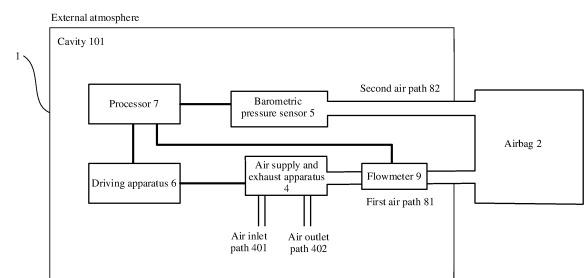 External atmosphere
Cavity 101
1
Second air path 82
Processor 7
Barometric
pressure sensor 5
Airbag 2
Air supply and
exhaust apparatus
4
Driving apparatus 6
Flowmeter 9
First air path 81
Air inlet
path 401
Air outlet
path 402